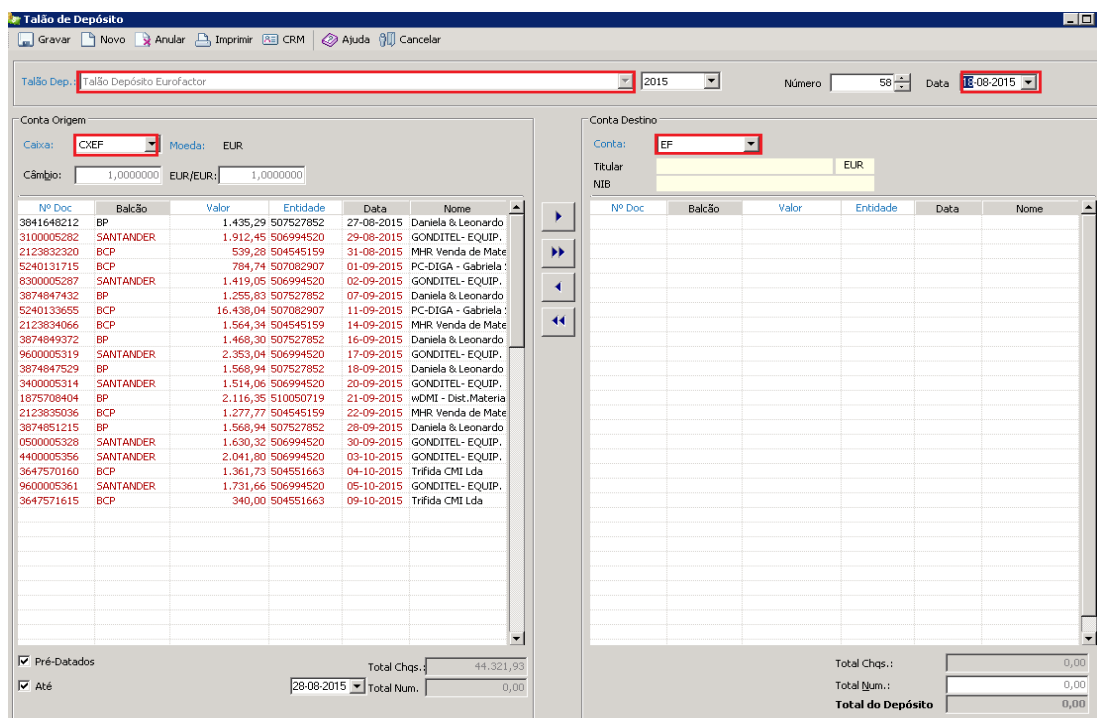 Talão de Depósito
Gravar Novo Anular Imprimir CRM Ajuda Cancelar
Talão Dep.: Talão Depósito Eurofactor 2015 Número 58 Data 18-08-2015
Conta Origem
Caixa: CXEF Moeda: EUR
Câmbio: 1,0000000 EUR/EUR: 1,0000000
Nº Doc Balcão Valor Entidade Data Nome
3841648212 BP 1.435,29 507527852 27-08-2015 Daniela & Leonardo
3100005282 SANTANDER 1.912,45 506994520 29-08-2015 GONDITEL- EQUIP.
2123832320 BCP 539,28 504545159 31-08-2015 MHR Venda de Mate
5240131715 BCP 784,74 507082907 01-09-2015 PC-DIGA - Gabriela
8300005287 SANTANDER 1.419,05 506994520 02-09-2015 GONDITEL- EQUIP.
3874847432 BP 1.255,83 507527852 07-09-2015 Daniela & Leonardo
5240133655 BCP 16.438,04 507082907 11-09-2015 PC-DIGA - Gabriela
2123834066 BCP 1.564,34 504545159 14-09-2015 MHR Venda de Mate
3874849372 BP 1.468,30 507527852 16-09-2015 Daniela & Leonardo
9600005319 SANTANDER 2.353,04 506994520 17-09-2015 GONDITEL- EQUIP.
3874847529 BP 1.568,94 507527852 18-09-2015 Daniela & Leonardo
3400005314 SANTANDER 1.514,06 506994520 20-09-2015 GONDITEL- EQUIP.
1875708404 BP 2.116,35 510050719 21-09-2015 wDMI - Dist.Materia
2123835036 BCP 1.277,77 504545159 22-09-2015 MHR Venda de Mate
3874851215 BP 1.568,94 507527852 28-09-2015 Daniela & Leonardo
0500005328 SANTANDER 1.630,32 506994520 30-09-2015 GONDITEL- EQUIP.
4400005356 SANTANDER 2.041,80 506994520 03-10-2015 GONDITEL- EQUIP.
3647570160 BCP 1.361,73 504551663 04-10-2015 Trifida CMI Lda
9600005361 SANTANDER 1.731,66 506994520 05-10-2015 GONDITEL- EQUIP.
3647571615 BCP 340,00 504551663 09-10-2015 Trifida CMI Lda
Pré-Datados Total Chqs.: 44.321,93
Até 28-08-2015 Total Num. 0,00
Conta Destino
Conta: EF
Titular EUR
NIB
Nº Doc Balcão Valor Entidade Data Nome
Total Chqs.: 0,00
Total Num.: 0,00
Total do Depósito 0,00